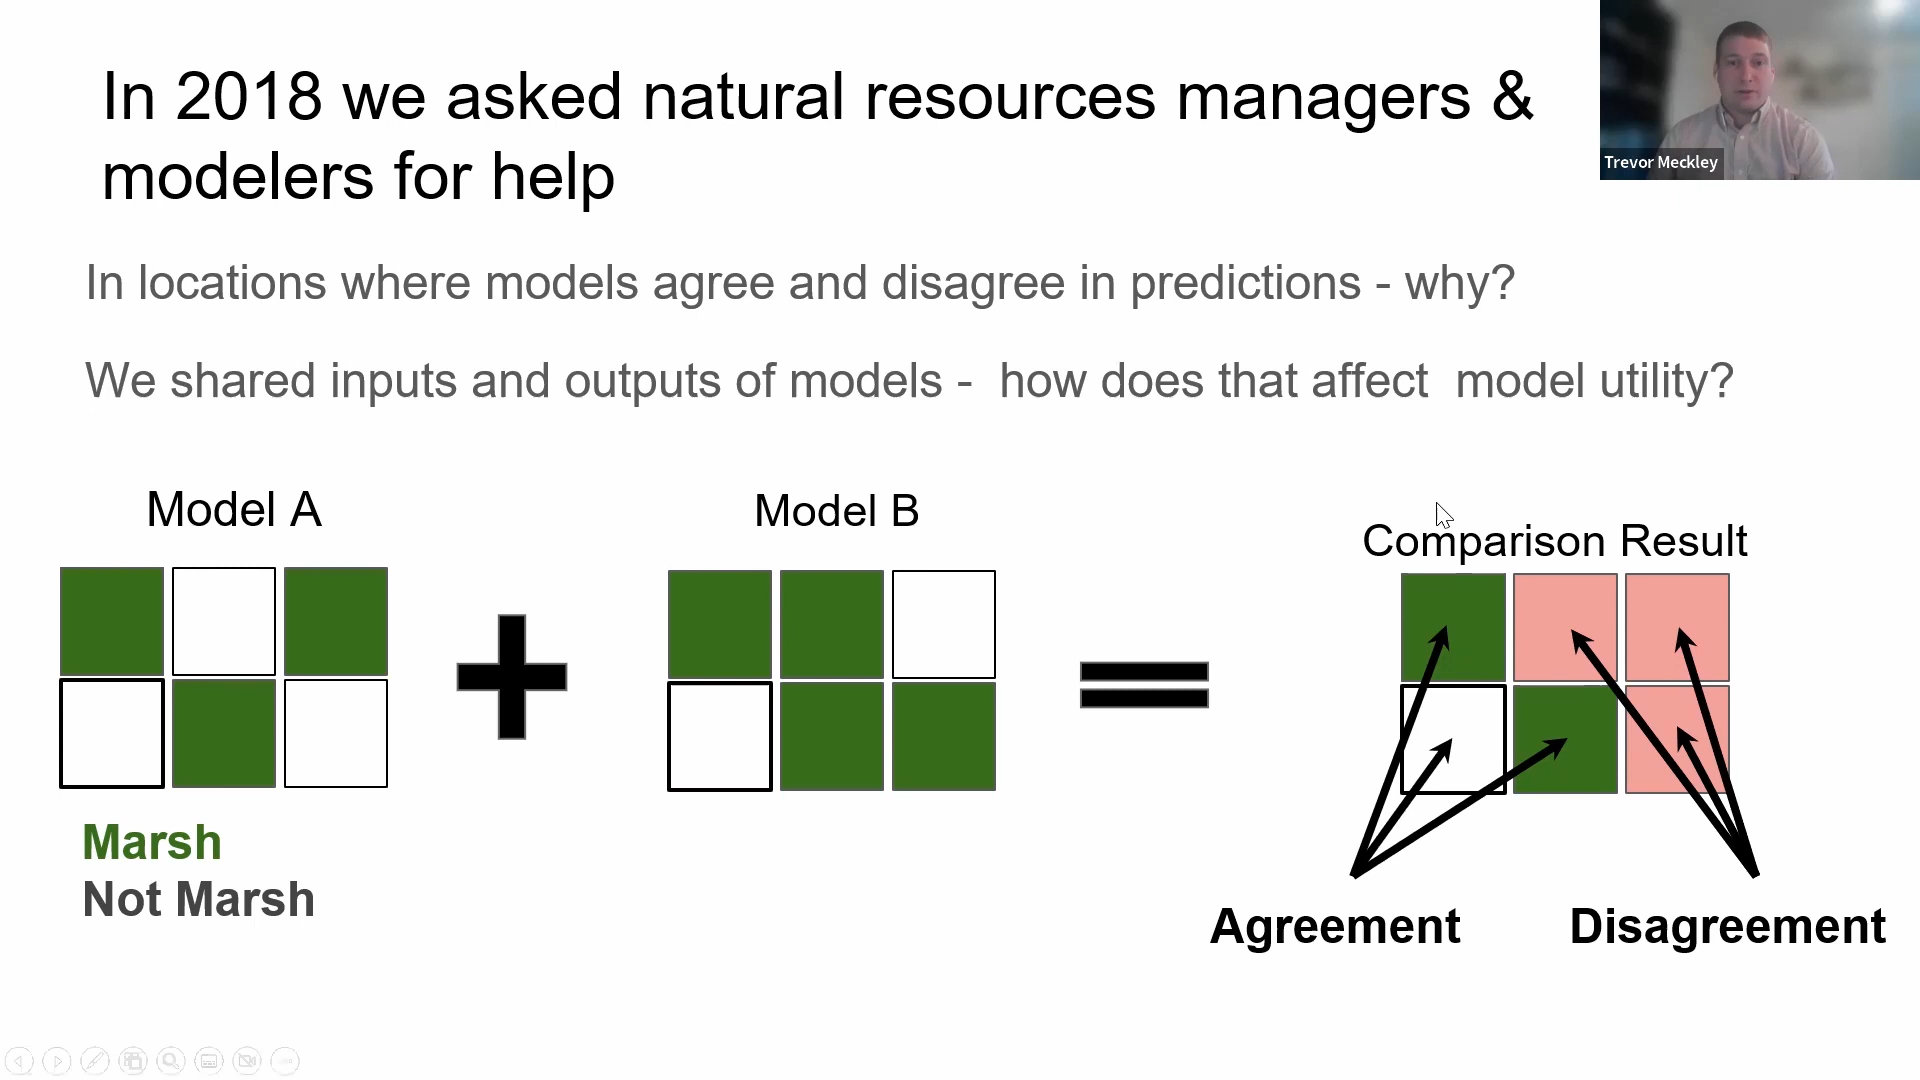 In 2018 we asked natural resources managers &
modelers for help
Trevor Meckley
In locations where models agree and disagree in predictions - why?
We shared inputs and outputs of models - how does that affect model utility?
Model A
Model B
Comparison Result
Marsh
Not Marsh
Agreement
Disagreement